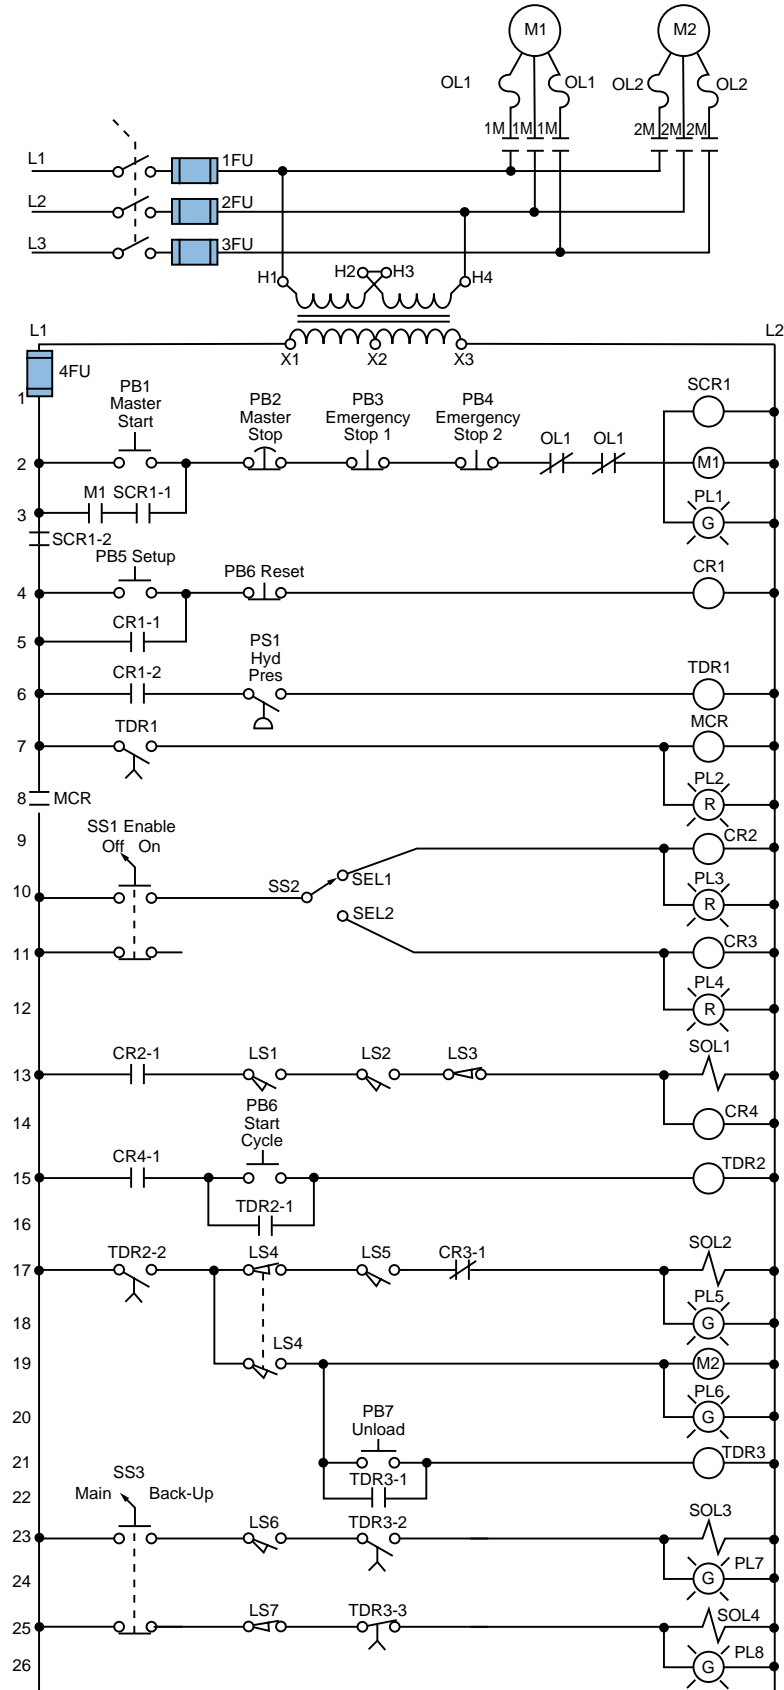 M1 M2
OL1 OL1 OL2 OL2
1M 1M 1M 2M 2M 2M
L1 1FU
L2 2FU
L3 3FU
H1 H2 H3 H4
L1 L2
X1 X2 X3
4FU
1
PB1
Master
Start
PB2
Master
Stop
PB3
Emergency
Stop 1
PB4
Emergency
Stop 2
OL1 OL1
SCR1
2 M1
M1 SCR1-1
PL1
3 G
SCR1-2
PB5 Setup
PB6 Reset
CR1
4
CR1-1
5
CR1-2
PS1
Hyd
Pres
TDR1
6
TDR1
MCR
7
PL2
8 MCR
R
SS1 Enable
Off On
9
CR2
SEL1
PL3
10 SS2
R
SEL2
11
CR3
PL4
12
R
CR2-1 LS1 LS2 LS3 SOL1
13
CR4
14
PB6
Start
Cycle
CR4-1
TDR2
15
TDR2-1
16
TDR2-2 LS4 LS5 CR3-1 SOL2
17
PL5
18
G
LS4
19 M2
PL6
20 G
PB7
Unload
21
TDR3
TDR3-1
22
SS3
Main Back-Up
LS6 TDR3-2 SOL3
23
PL7
24 G
LS7 TDR3-3 SOL4
25
PL8
26 G